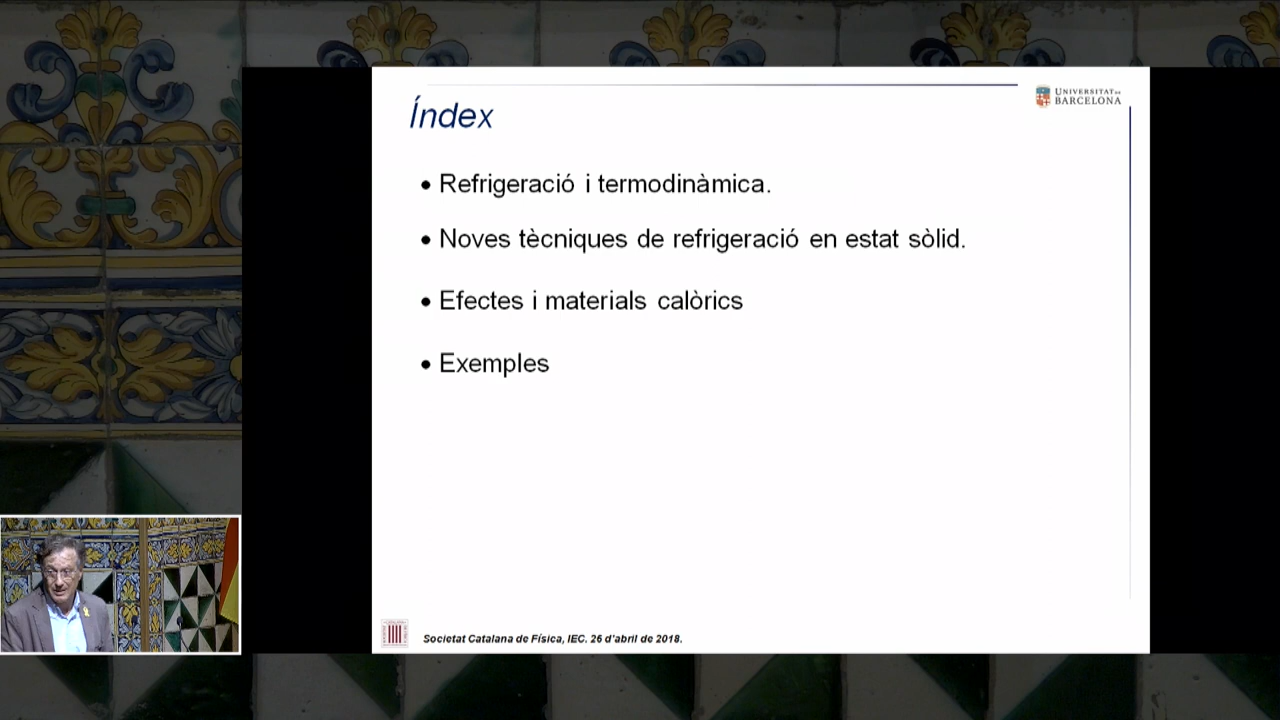 UNIVERSITAT DE
BARCELONA
Índex
• Refrigeració i termodinàmica.
• Noves tècniques de refrigeració en estat sòlid.
• Efectes i materials calòrics
• Exemples
Societat Catalana de Física, IEC. 26 d'abril de 2018.